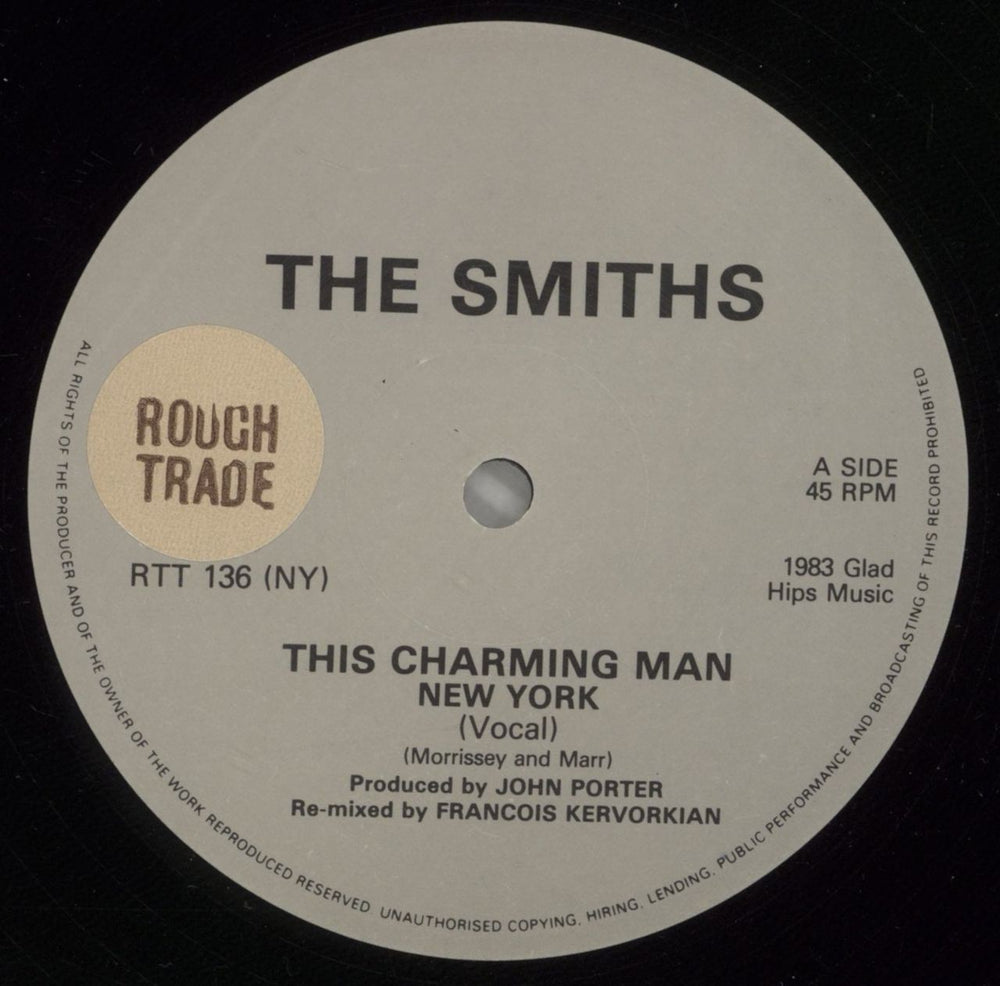 THE SMITHS
ROUGH
TRADE
RTT 136 (NY)
A SIDE
45 RPM
1983 Glad
Hips Music
THIS CHARMING MAN
NEW YORK
(Vocal)
(Morrissey and Marr)
Produced by JOHN PORTER
Re-mixed by FRANCOIS KERVORKIAN
ALL RIGHTS OF THE PRODUCER AND OF THE OWNER OF THE WORK REPRODUCED RESERVED. UNAUTHORISED COPYING, HIRING, LENDING, PUBLIC PERFORMANCE AND BROADCASTING OF THIS RECORD PROHIBITED